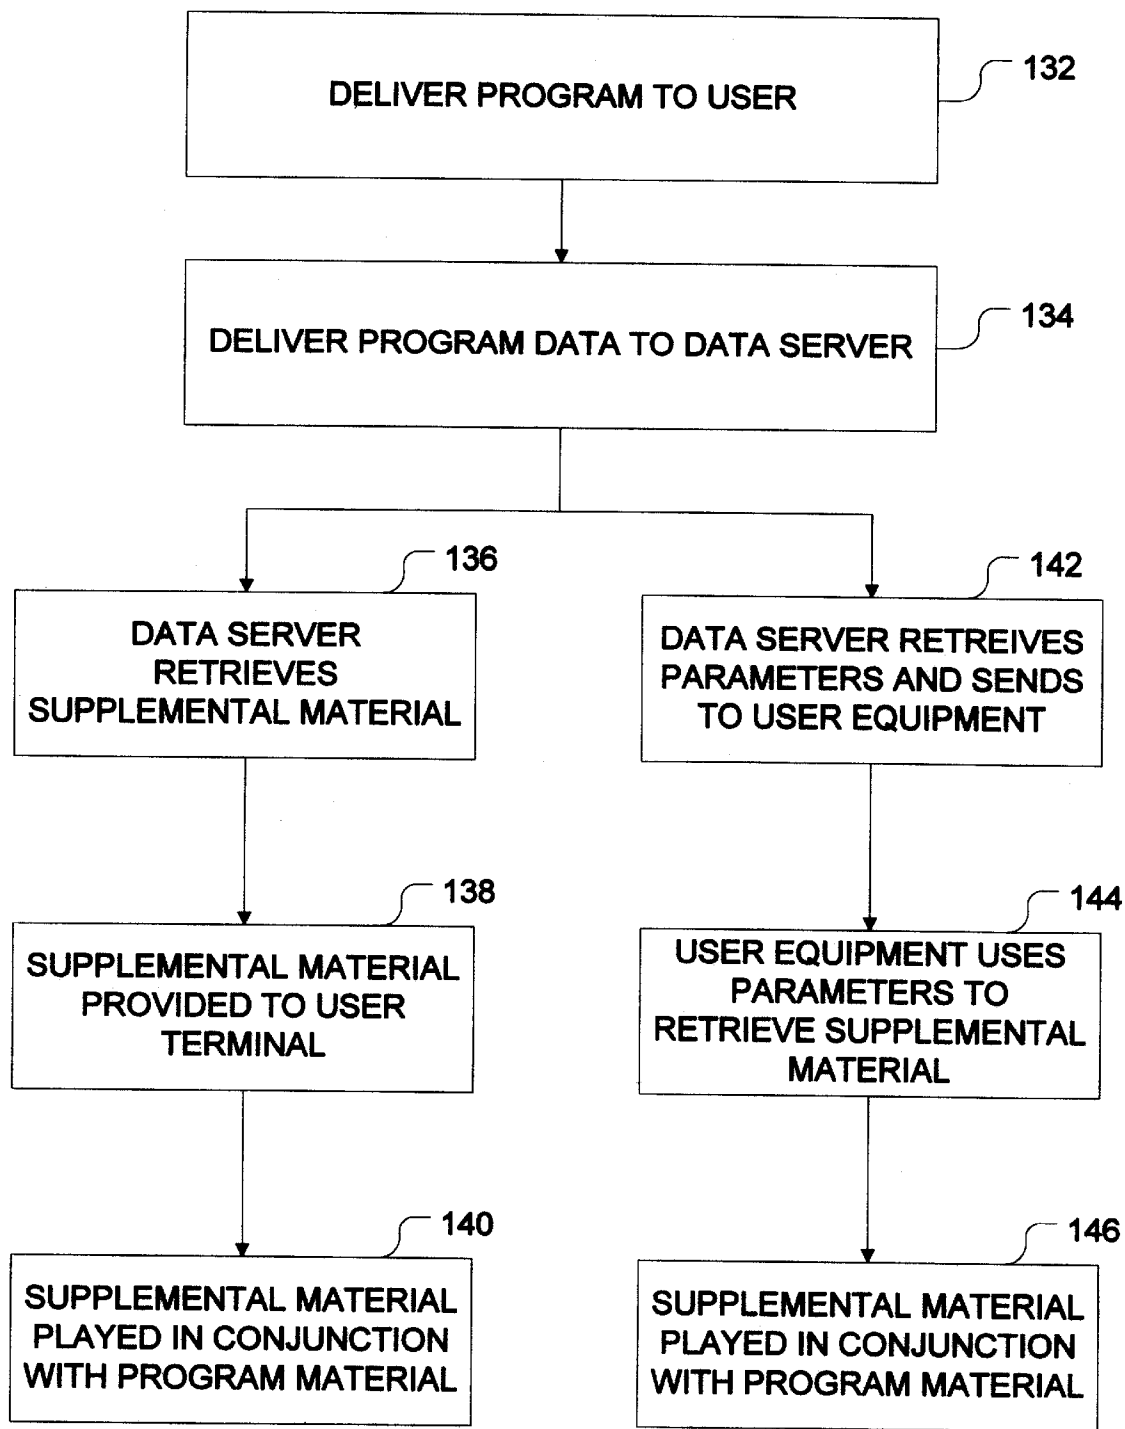 DELIVER PROGRAM TO USER
132
DELIVER PROGRAM DATA TO DATA SERVER
134
136
DATA SERVER
RETRIEVES
SUPPLEMENTAL MATERIAL
138
SUPPLEMENTAL MATERIAL
PROVIDED TO USER
TERMINAL
140
SUPPLEMENTAL MATERIAL
PLAYED IN CONJUNCTION
WITH PROGRAM MATERIAL
142
DATA SERVER RETREIVES
PARAMETERS AND SENDS
TO USER EQUIPMENT
144
USER EQUIPMENT USES
PARAMETERS TO
RETRIEVE SUPPLEMENTAL
MATERIAL
146
SUPPLEMENTAL MATERIAL
PLAYED IN CONJUNCTION
WITH PROGRAM MATERIAL